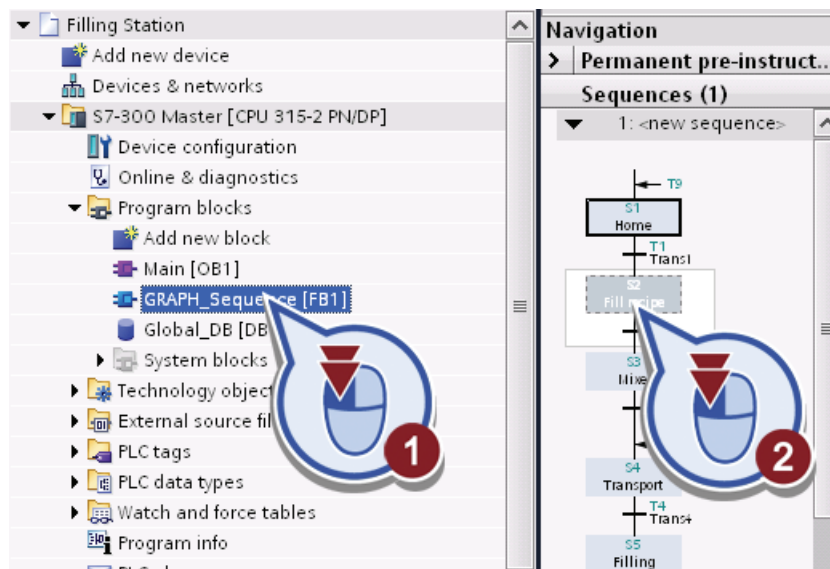 Filling Station
Add new device
Devices & networks
S7-300 Master [CPU 315-2 PN/DP]
Device configuration
Online & diagnostics
Program blocks
Add new block
Main [OB1]
GRAPH_Sequence [FB1]
Global_DB [DB
System blocks
Technology object
External source fil
PLC tags
PLC data types
Watch and force tables
Program info
1
Navigation
Permanent pre-instruct...
Sequences (1)
1: <new sequence>
T9
S1
Home
T1
Trans1
S2
Fill recipe
S3
Mixe
S4
Transport
T4
Trans4
S5
Filling
2